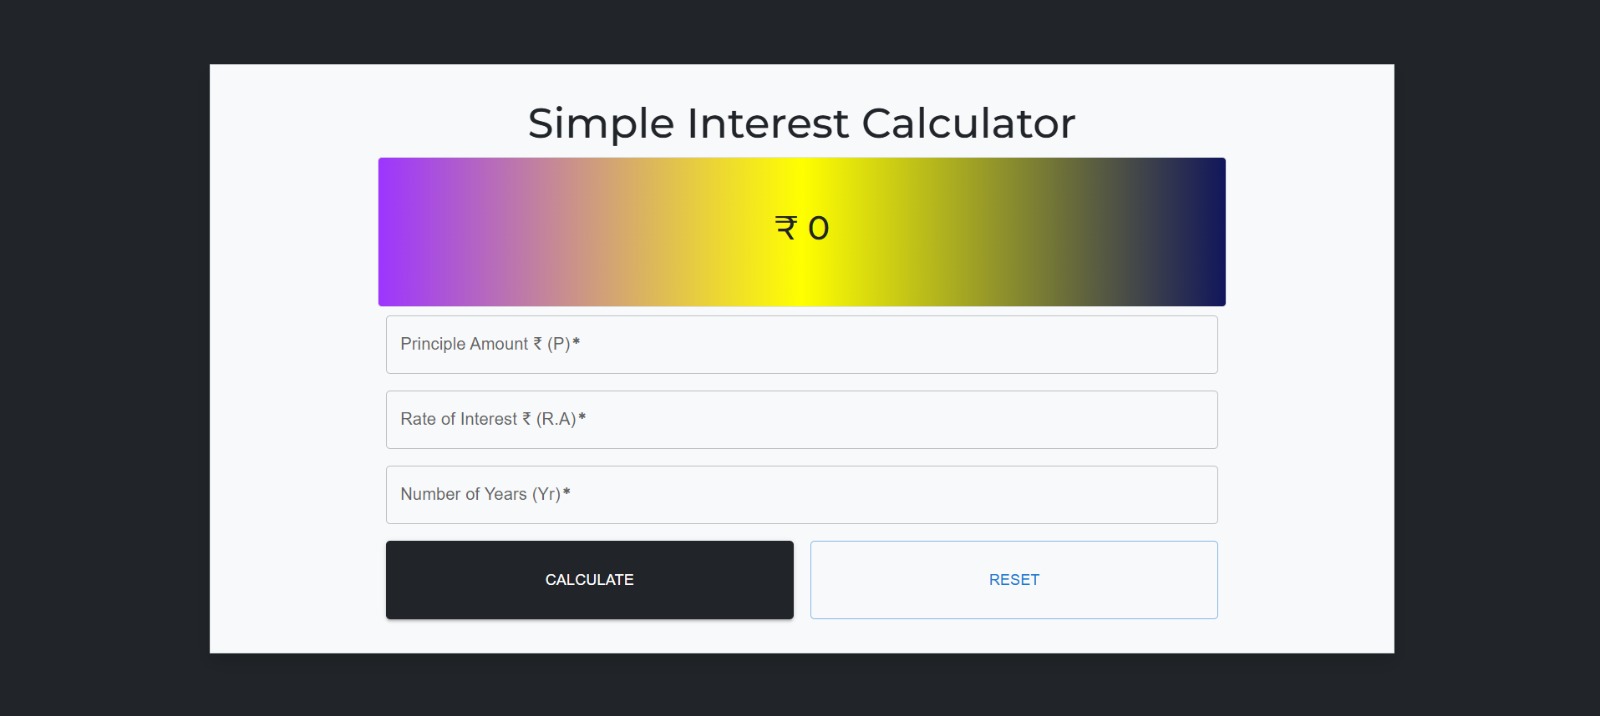 Simple Interest Calculator
₹ 0
Principle Amount ₹ (P)*
Rate of Interest ₹ (R.A)*
Number of Years (Yr)*
CALCULATE
RESET